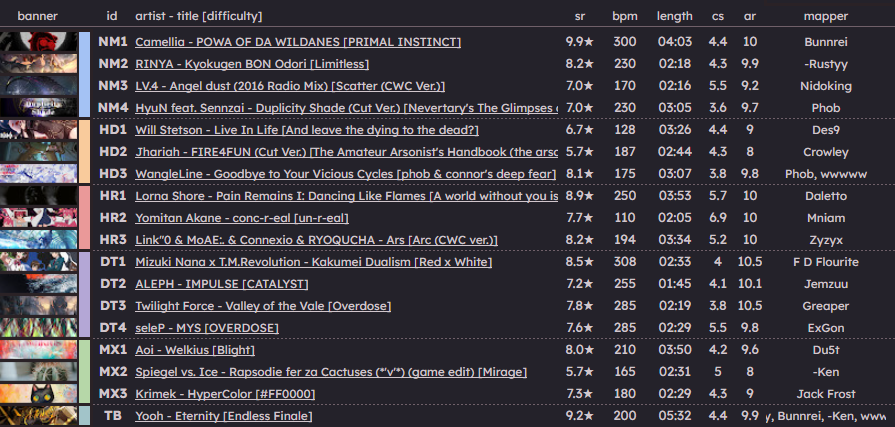 banner id artist - title [difficulty] sr bpm length cs ar mapper
NM1 Camellia - POWA OF DA WILDANES [PRIMAL INSTINCT] 9.9★ 300 04:03 4.4 10 Bunnrei
NM2 RINYA - Kyokugen BON Odori [Limitless] 8.2★ 230 02:18 4.3 9.9 -Rustyy
NM3 LV.4 - Angel dust (2016 Radio Mix) [Scatter (CWC Ver.)] 7.0★ 170 02:16 5.5 9.2 Nidoking
NM4 HyuN feat. Sennzai - Duplicity Shade (Cut Ver.) [Nevertary's The Glimpses 7.0★ 230 03:05 3.6 9.7 Phob
HD1 Will Stetson - Live In Life [And leave the dying to the dead?] 6.7★ 128 03:26 4.4 9 Des9
HD2 Jhariah - FIRE4FUN (Cut Ver.) [The Amateur Arsonist's Handbook (the arso 5.7★ 187 02:44 4.3 8 Crowley
HD3 WangleLine - Goodbye to Your Vicious Cycles [phob & connor's deep fear] 8.1★ 175 03:07 3.8 9.8 Phob, wwwww
HR1 Lorna Shore - Pain Remains I: Dancing Like Flames [A world without you is 8.9★ 250 03:53 5.7 10 Daletto
HR2 Yomitan Akane - conc-r-eal [un-r-eal] 7.7★ 110 02:05 6.9 10 Mniam
HR3 Link"0 & MoAE:. & Connexio & RYOQUCHA - Ars [Arc (CWC ver.)] 8.2★ 194 03:34 5.2 10 Zyzyx
DT1 Mizuki Nana x T.M.Revolution - Kakumei Dualism [Red x White] 8.5★ 308 02:33 4 10.5 F D Flourite
DT2 ALEPH - IMPULSE [CATALYST] 7.2★ 255 01:45 4.1 10.1 Jemzuu
DT3 Twilight Force - Valley of the Vale [Overdose] 7.8★ 285 02:19 3.8 10.5 Greaper
DT4 seleP - MYS [OVERDOSE] 7.6★ 285 02:29 5.5 9.8 ExGon
MX1 Aoi - Welkius [Blight] 8.0★ 210 03:50 4.2 9.6 Du5t
MX2 Spiegel vs. Ice - Rapsodie fer za Cactuses (*'v'*) (game edit) [Mirage] 5.7★ 165 02:31 5 8 -Ken
MX3 Krimek - HyperColor [#FF0000] 7.3★ 180 02:29 4.3 9 Jack Frost
TB Yooh - Eternity [Endless Finale] 9.2★ 200 05:32 4.4 9.9 y, Bunnrei, -Ken, www